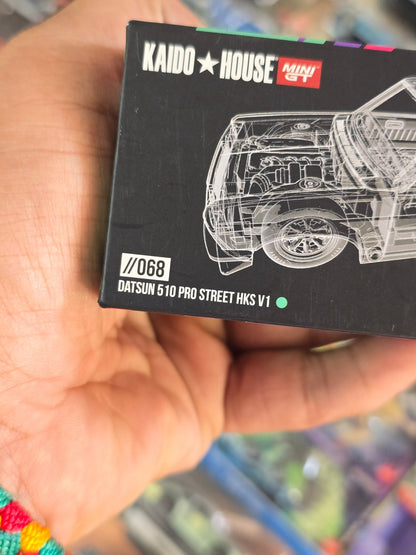 KAIDO★HOUSE MINI GT
//068
DATSUN 510 PRO STREET HKS V1